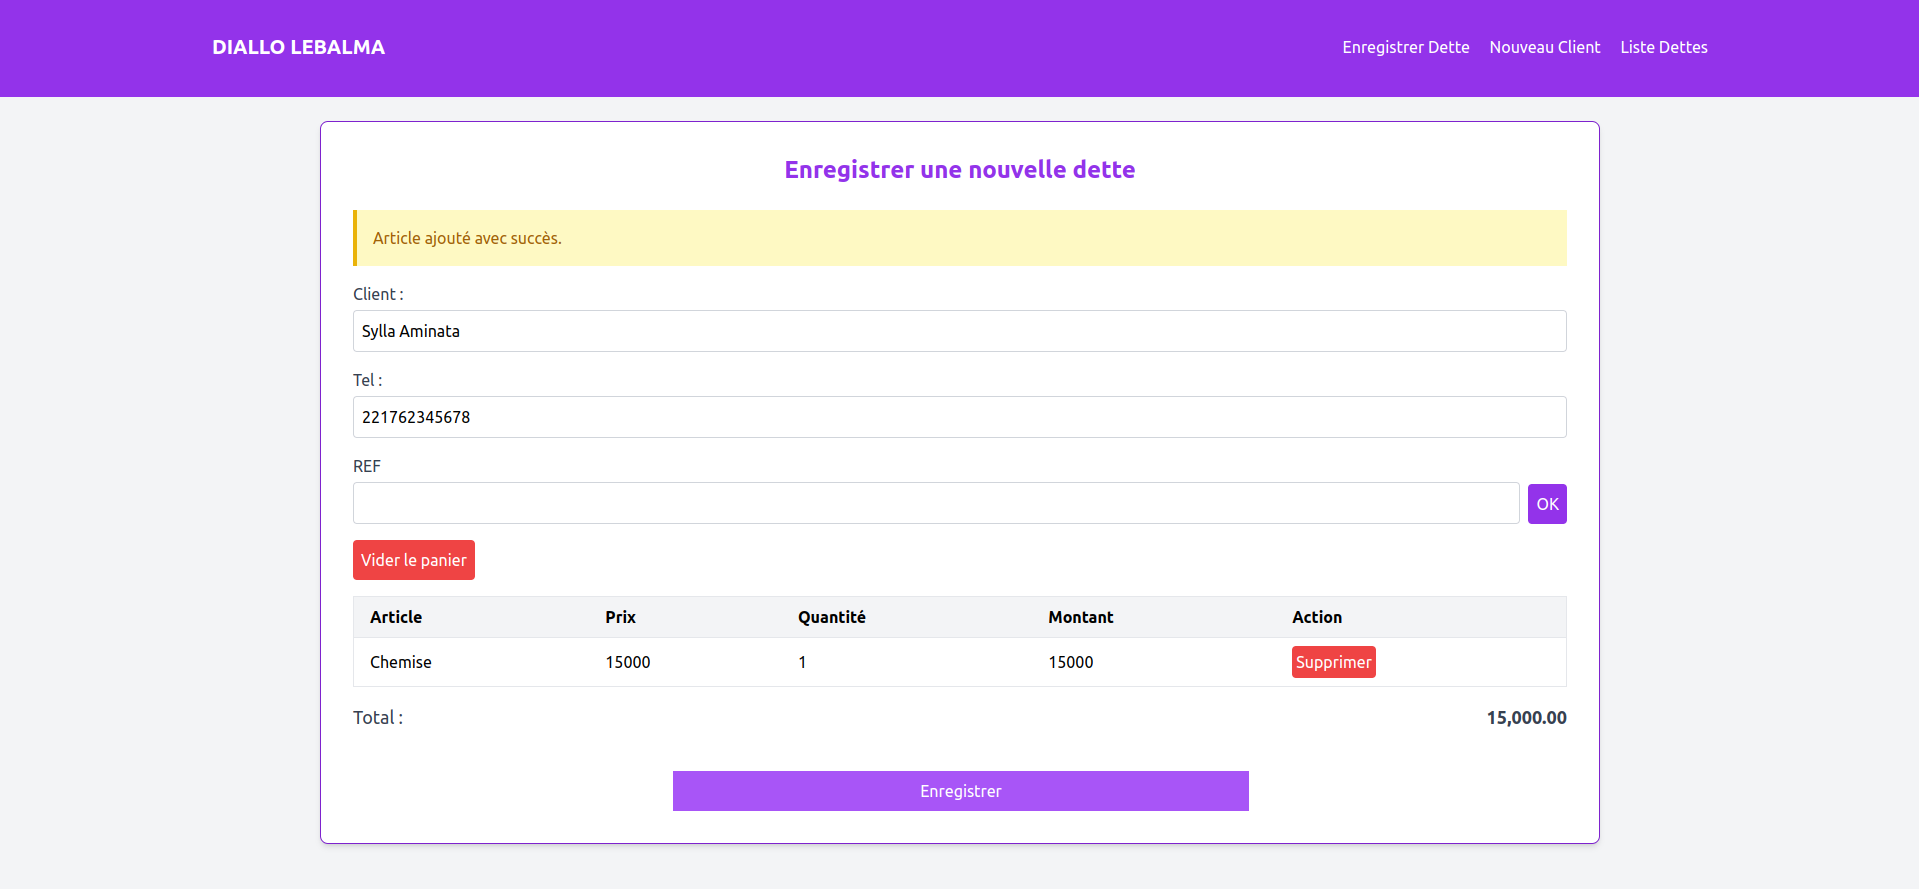 DIALLO LEBALMA
Enregistrer Dette Nouveau Client Liste Dettes
Enregistrer une nouvelle dette
Article ajouté avec succès.
Client :
Sylla Aminata
Tel :
221762345678
REF
OK
Vider le panier
Article Prix Quantité Montant Action
Chemise 15000 1 15000 Supprimer
Total : 15,000.00
Enregistrer